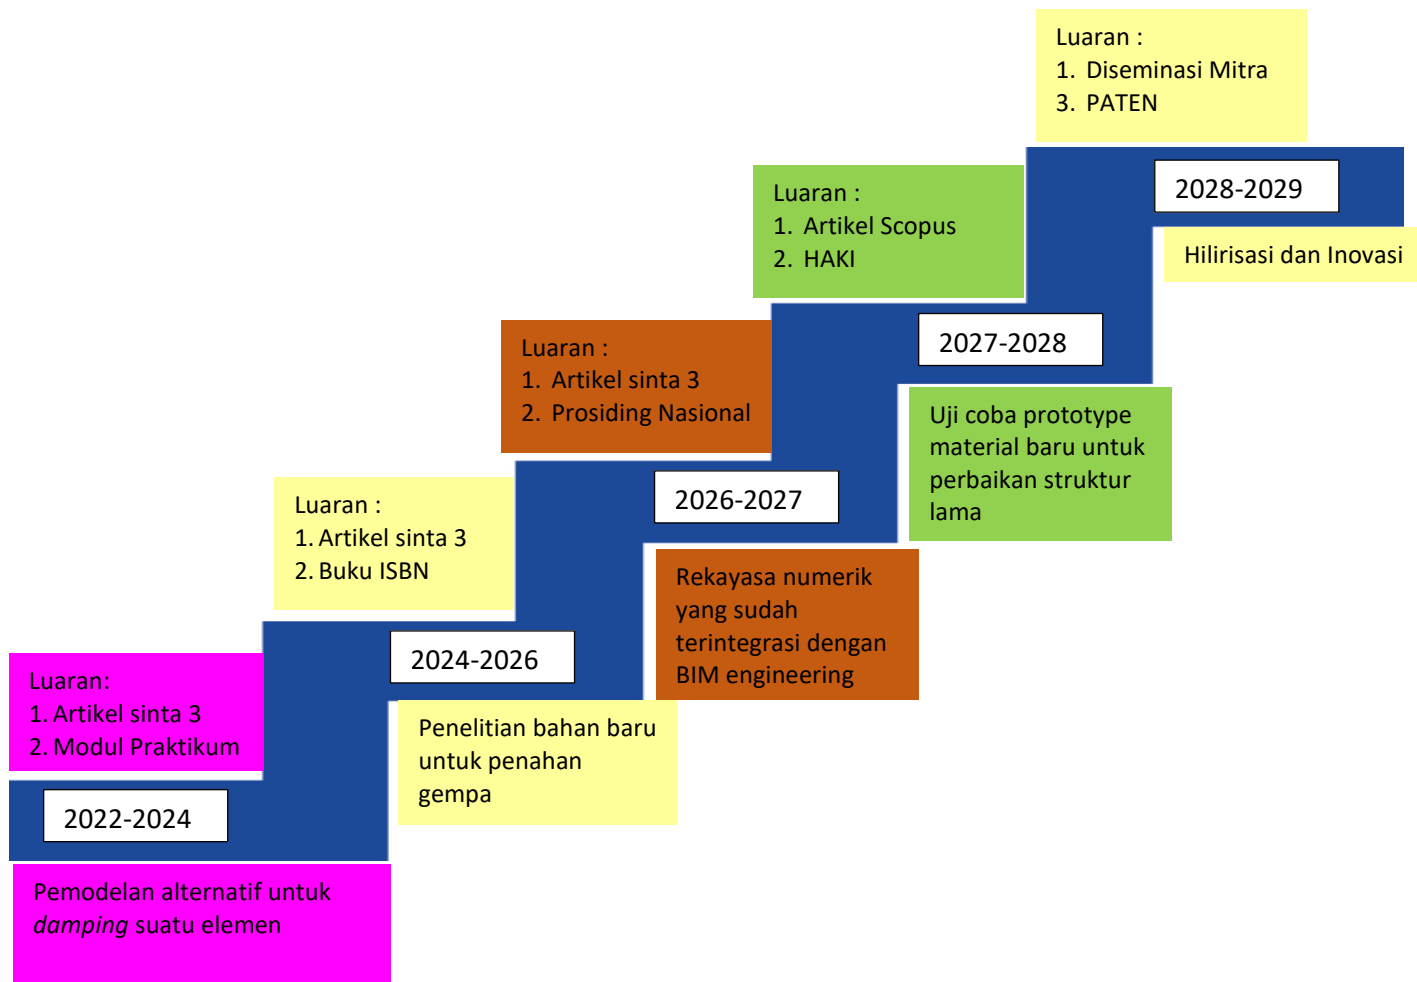 Luaran :
1. Diseminasi Mitra
3. PATEN
2028-2029
Hilirisasi dan Inovasi
Luaran :
1. Artikel Scopus
2. HAKI
2027-2028
Uji coba prototype
material baru untuk
perbaikan struktur
lama
Luaran :
1. Artikel sinta 3
2. Prosiding Nasional
2026-2027
Rekayasa numerik
yang sudah
terintegrasi dengan
BIM engineering
Luaran :
1. Artikel sinta 3
2. Buku ISBN
2024-2026
Penelitian bahan baru
untuk penahan
gempa
Luaran:
1. Artikel sinta 3
2. Modul Praktikum
2022-2024
Pemodelan alternatif untuk
damping suatu elemen